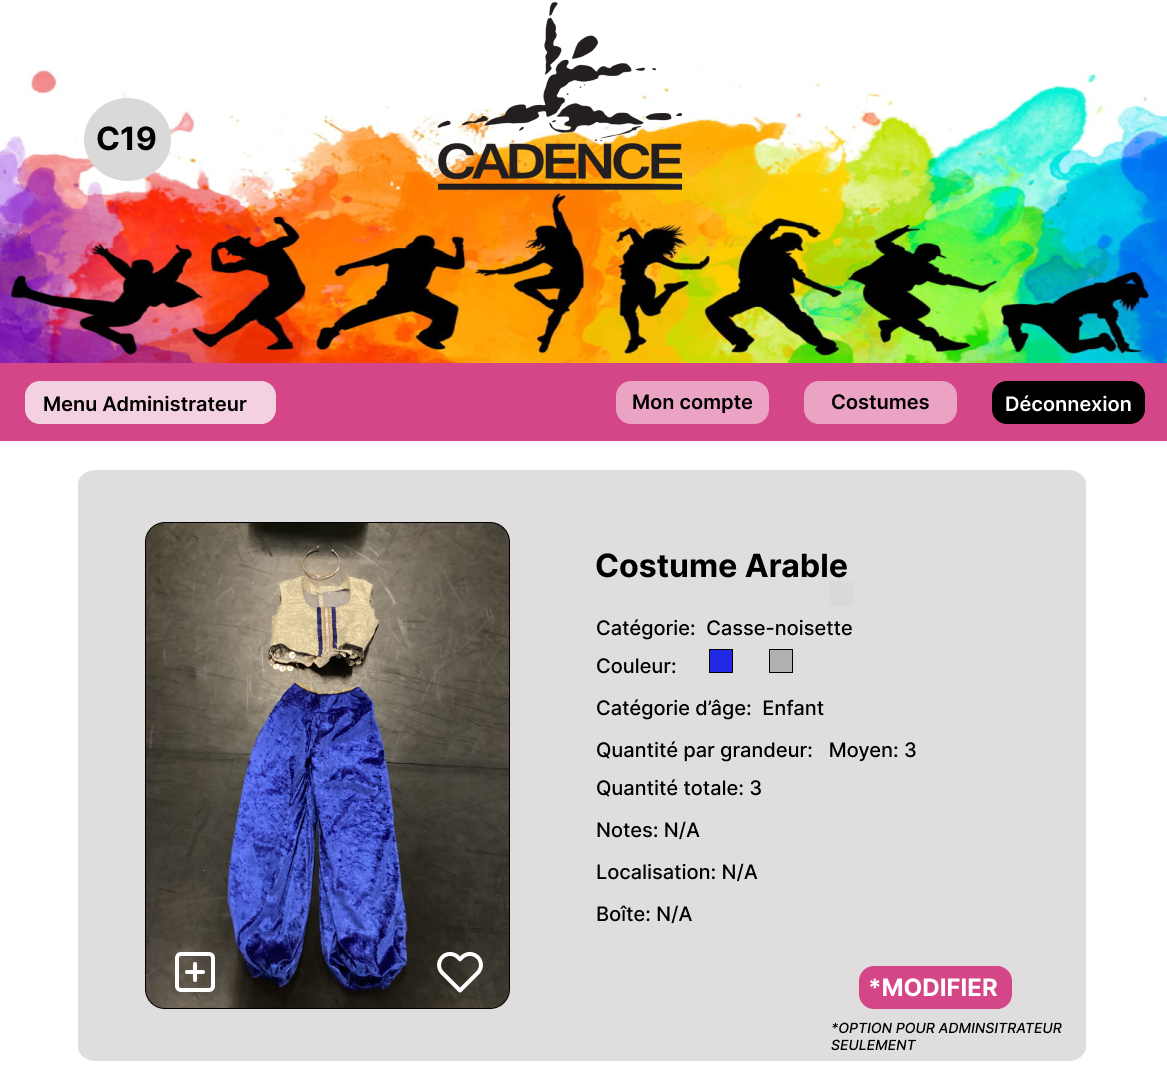 C19
CADENCE
Menu Administrateur
Mon compte
Costumes
Déconnexion
Costume Arable
Catégorie: Casse-noisette
Couleur:
Catégorie d’âge: Enfant
Quantité par grandeur: Moyen: 3
Quantité totale: 3
Notes: N/A
Localisation: N/A
Boîte: N/A
*MODIFIER
*OPTION POUR ADMINSITRATEUR
SEULEMENT